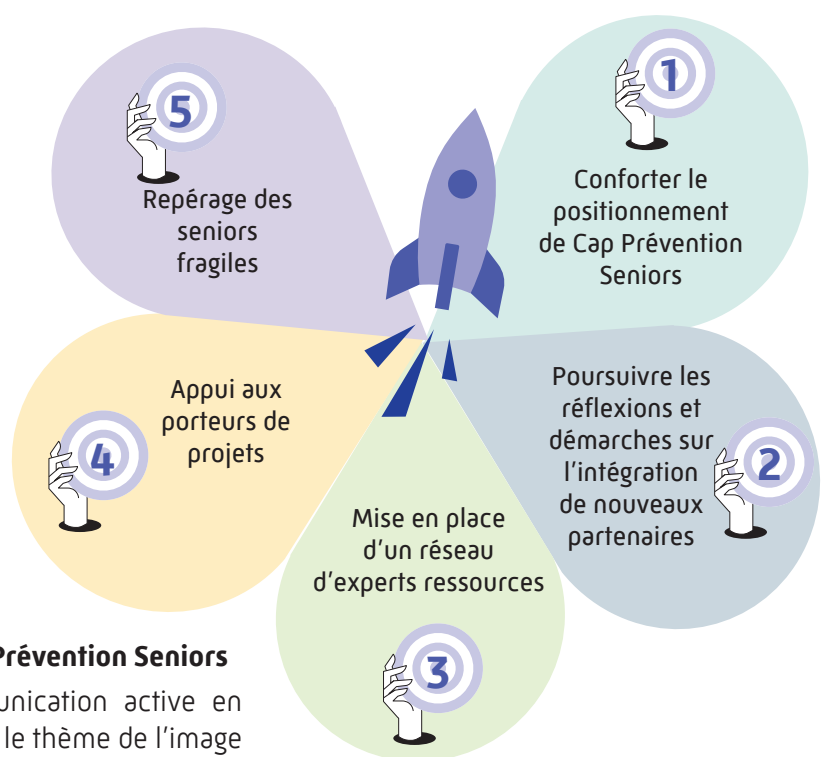 1
Conforter le
positionnement
de Cap Prévention
Seniors
2
Poursuivre les
réflexions et
démarches sur
l'intégration
de nouveaux
partenaires
3
Mise en place
d'un réseau
d'experts ressources
4
Appui aux
porteurs de
projets
5
Repérage des
seniors
fragiles
Prévention Seniors
unication active en
le thème de l'image